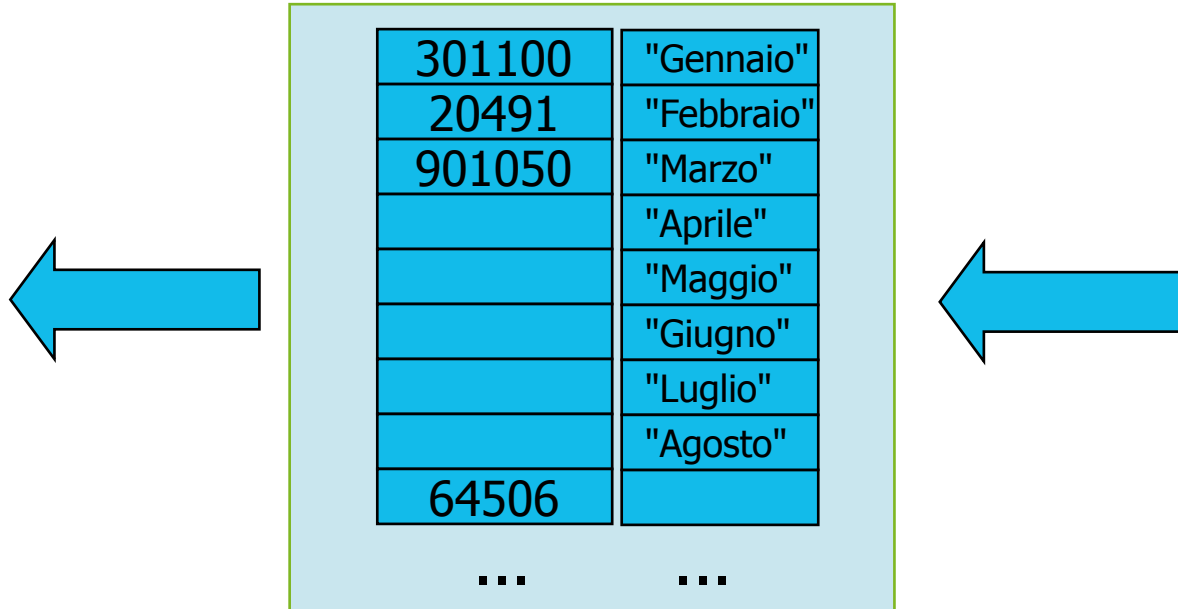 301100 "Gennaio"
20491 "Febbraio"
901050 "Marzo"
"Aprile"
"Maggio"
"Giugno"
"Luglio"
"Agosto"
64506
... ...